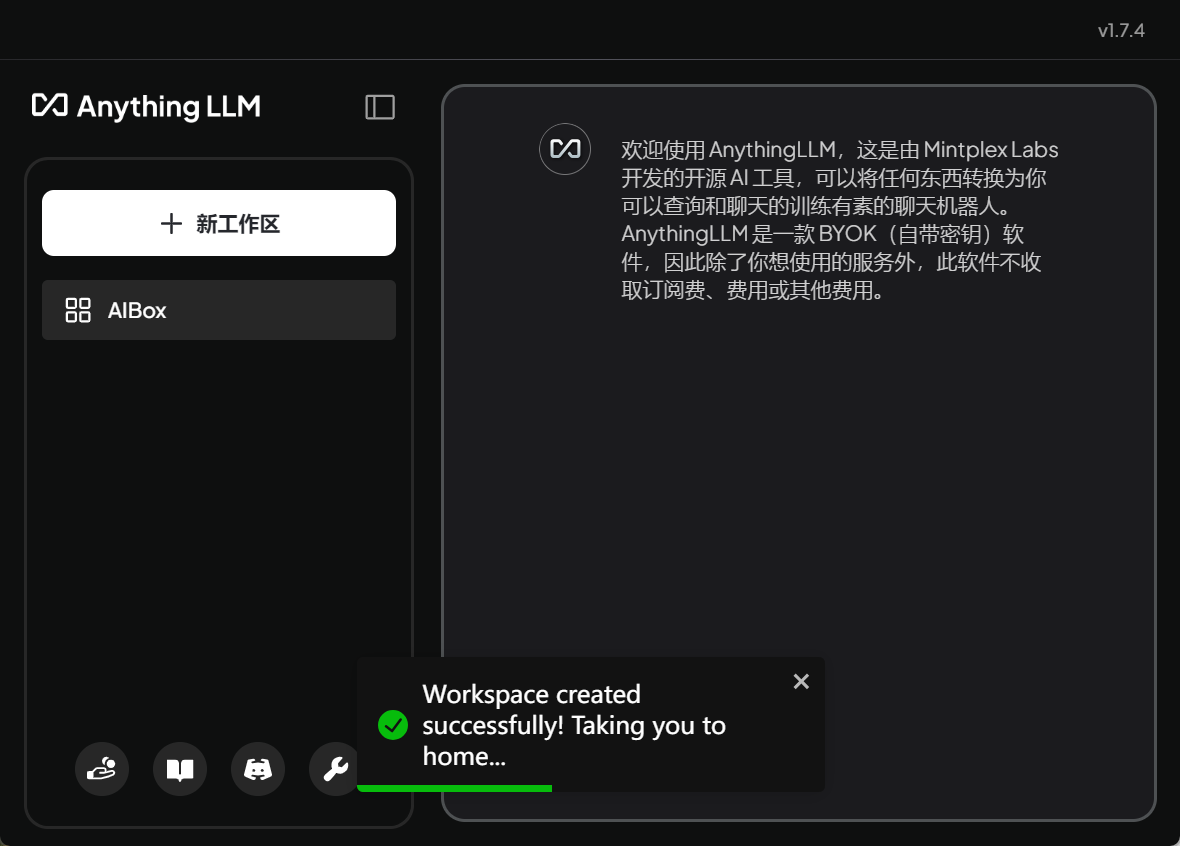 v1.7.4
Anything LLM
新工作区
AIBox
欢迎使用 AnythingLLM，这是由 Mintplex Labs
开发的开源 AI 工具，可以将任何东西转换为你
可以查询和聊天的训练有素的聊天机器人。
AnythingLLM 是一款 BYOK（自带密钥）软
件，因此除了你想使用的服务外，此软件不收
取订阅费、费用或其他费用。
Workspace created
successfully! Taking you to
home...